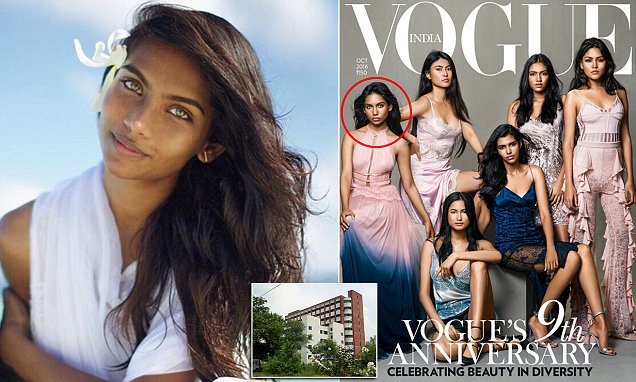 VOGUE
INDIA
OCT
2016
₹150
VOGUE'S 9th
ANNIVERSARY
CELEBRATING BEAUTY IN DIVERSITY